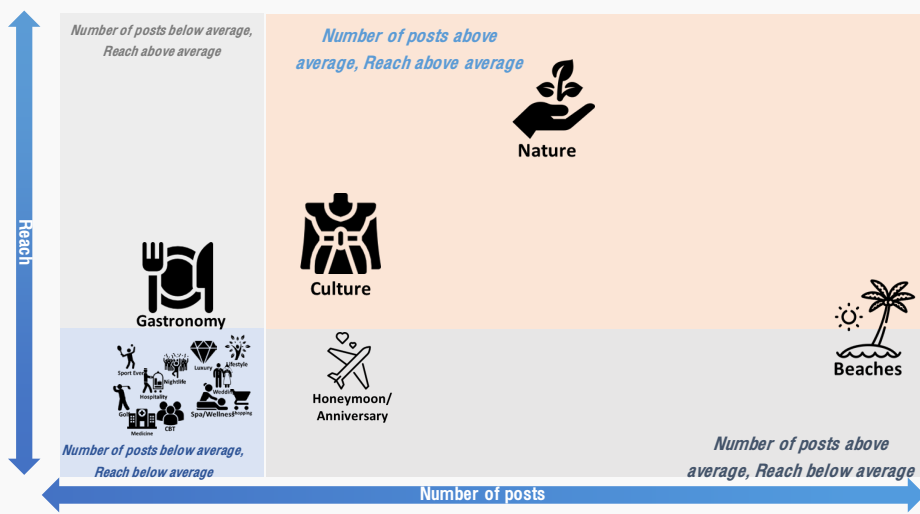 Number of posts below average,
Reach above average
Number of posts above
average, Reach above average
Nature
Reach
Culture
Gastronomy
Beaches
Sport Event
Nightlife
Luxury
Lifestyle
Hospitality
Wedding
Golf
Spa/Wellness
Shopping
Medicine
CBT
Honeymoon/
Anniversary
Number of posts below average,
Reach below average
Number of posts above
average, Reach below average
Number of posts